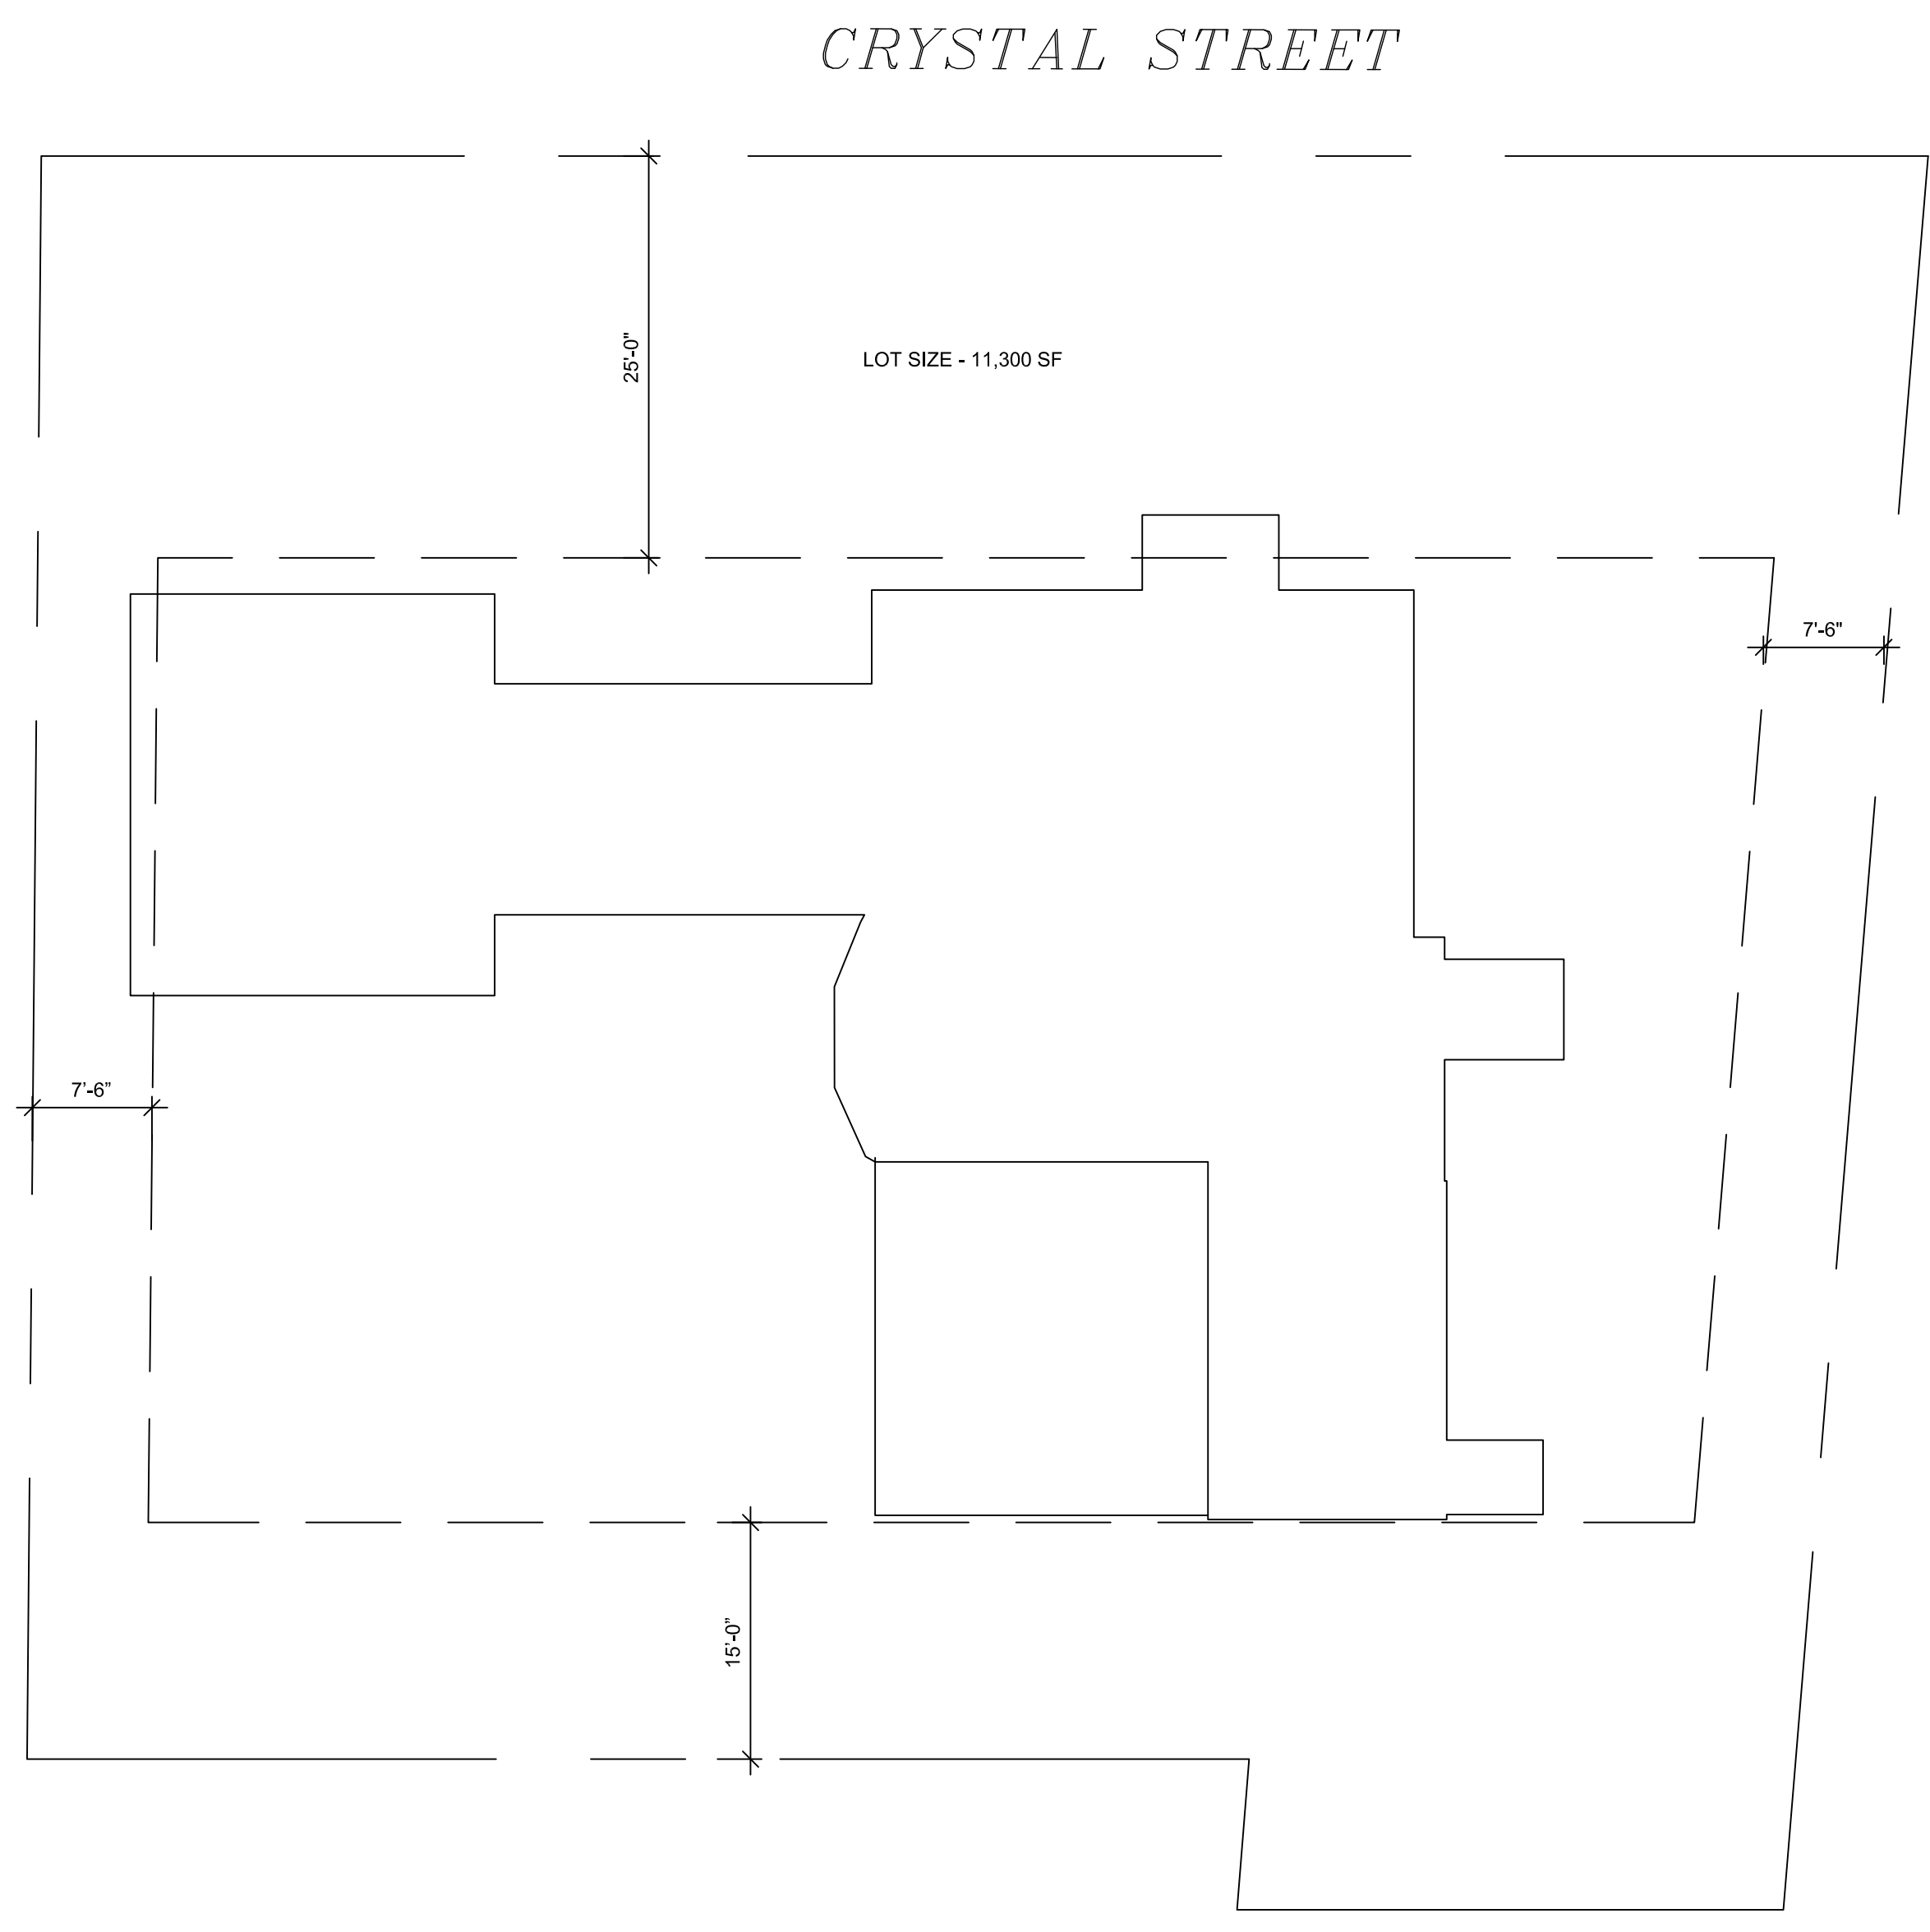 CRYSTAL STREET
25'-0"
LOT SIZE - 11,300 SF
7'-6"
7’-6”
15’-0”